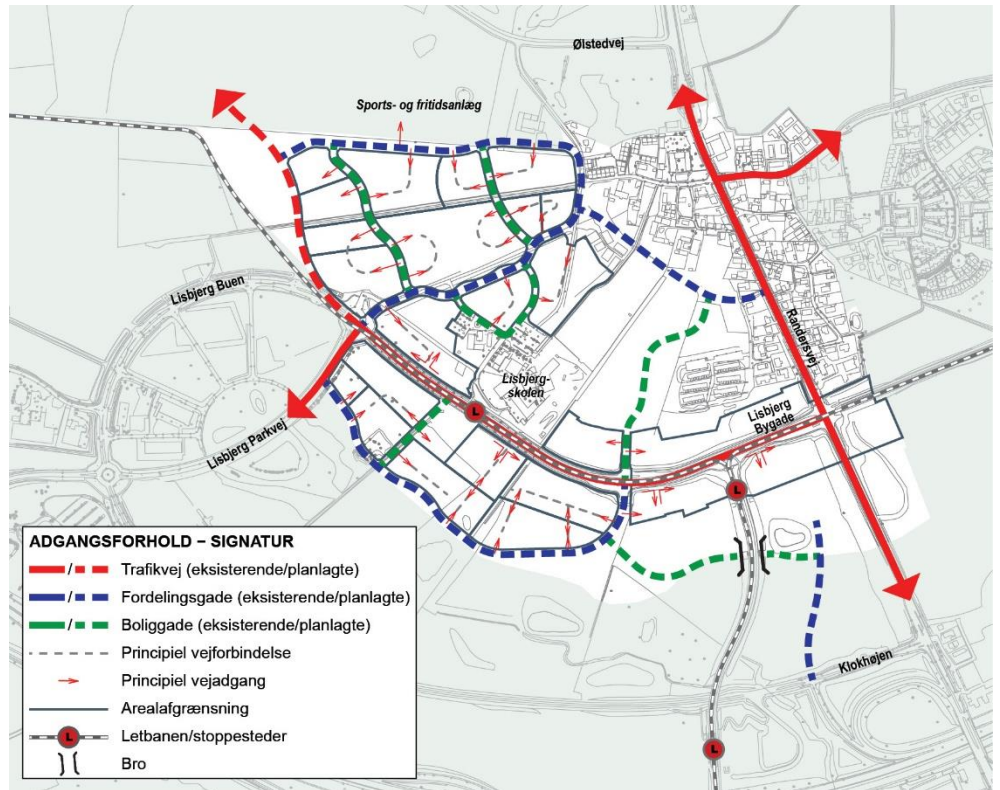 Ølstedvej
Sports- og fritidsanlæg
Lisbjerg Buen
Randersvej
Lisbjerg-
skolen
L
Lisbjerg
Bygade
Lisbjerg Parkvej
L
Klokhøjen
L
ADGANGSFORHOLD – SIGNATUR
/ Trafikvej (eksisterende/planlagte)
/ Fordelingsgade (eksisterende/planlagte)
/ Boliggade (eksisterende/planlagte)
Principiel vejforbindelse
Principiel vejadgang
Arealafgrænsning
L Letbanen/stoppesteder
Bro